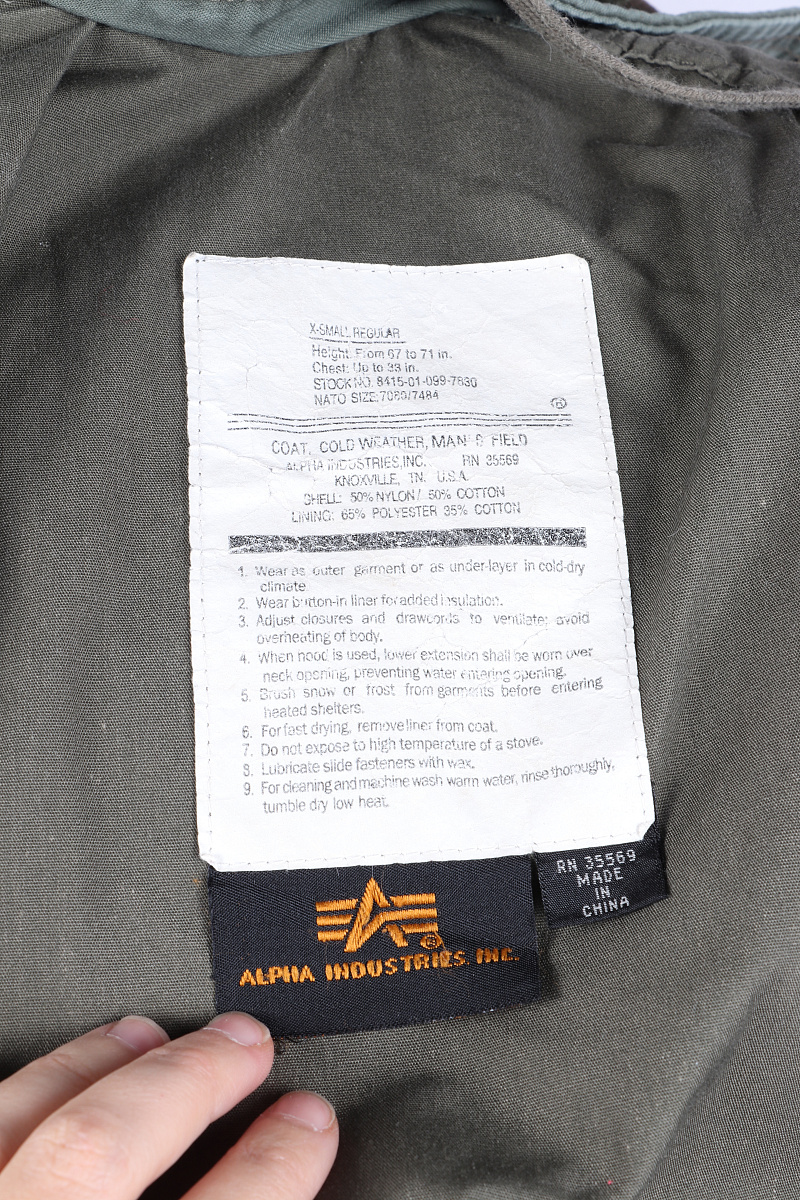 X-SMALL REGULAR
Height: From 67 to 71 in.
Chest: Up to 33 in.
STOCK NO. 8415-01-099-7830
NATO SIZE:7080/7484
®
COAT, COLD WEATHER, MAN'S FIELD
ALPHA INDUSTRIES, INC. RN 35569
KNOXVILLE, TN. U.S.A.
SHELL: 50% NYLON/ 50% COTTON
LINING: 65% POLYESTER 35% COTTON
1. Wear as outer garment or as under-layer in cold-dry
climate
2. Wear button-in liner for added insulation.
3. Adjust closures and drawcords to ventilate; avoid
overheating of body.
4. When hood is used, lower extension shall be worn over
neck opening, preventing water entering opening.
5. Brush snow or frost from garments before entering
heated shelters.
6. For fast drying, remove liner from coat.
7. Do not expose to high temperature of a stove.
8. Lubricate slide fasteners with wax.
9. For cleaning and machine wash warm water, rinse thoroughly,
tumble dry low heat.
RN 35569
MADE
IN
CHINA
®
ALPHA INDUSTRIES INC.